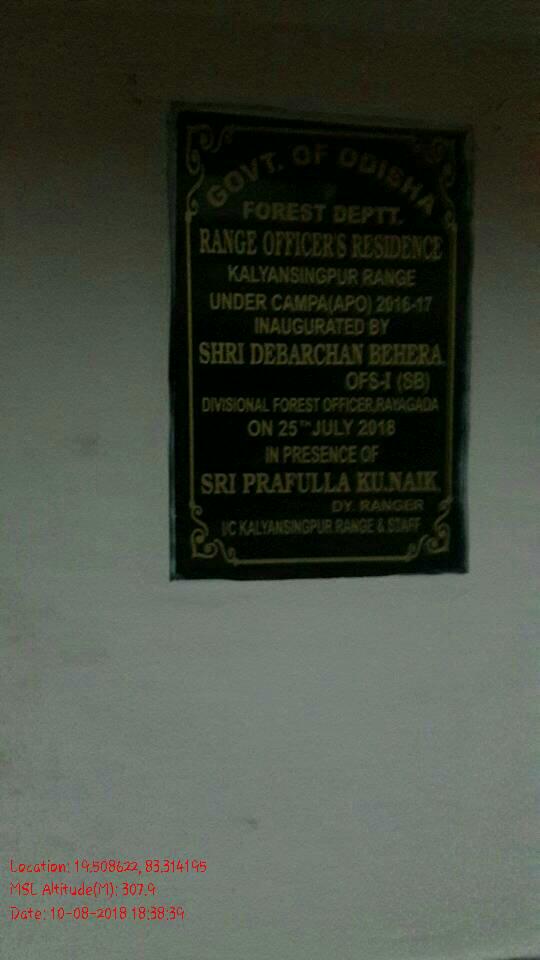 GOVT. OF ODISHA
FOREST DEPTT.
RANGE OFFICER'S RESIDENCE
KALYANSINGPUR RANGE
UNDER CAMPA(APO) 2016-17
INAUGURATED BY
SHRI DEBARCHAN BEHERA
OFS-I (SB)
DIVISIONAL FOREST OFFICER,RAYAGADA
ON 25TH JULY 2018
IN PRESENCE OF
SRI PRAFULLA KU.NAIK
DY. RANGER
I/C KALYANSINGPUR RANGE & STAFF
Location: 19.508622, 83.314195
MSL Altitude(M): 307.9
Date: 10-08-2018 18:38:39